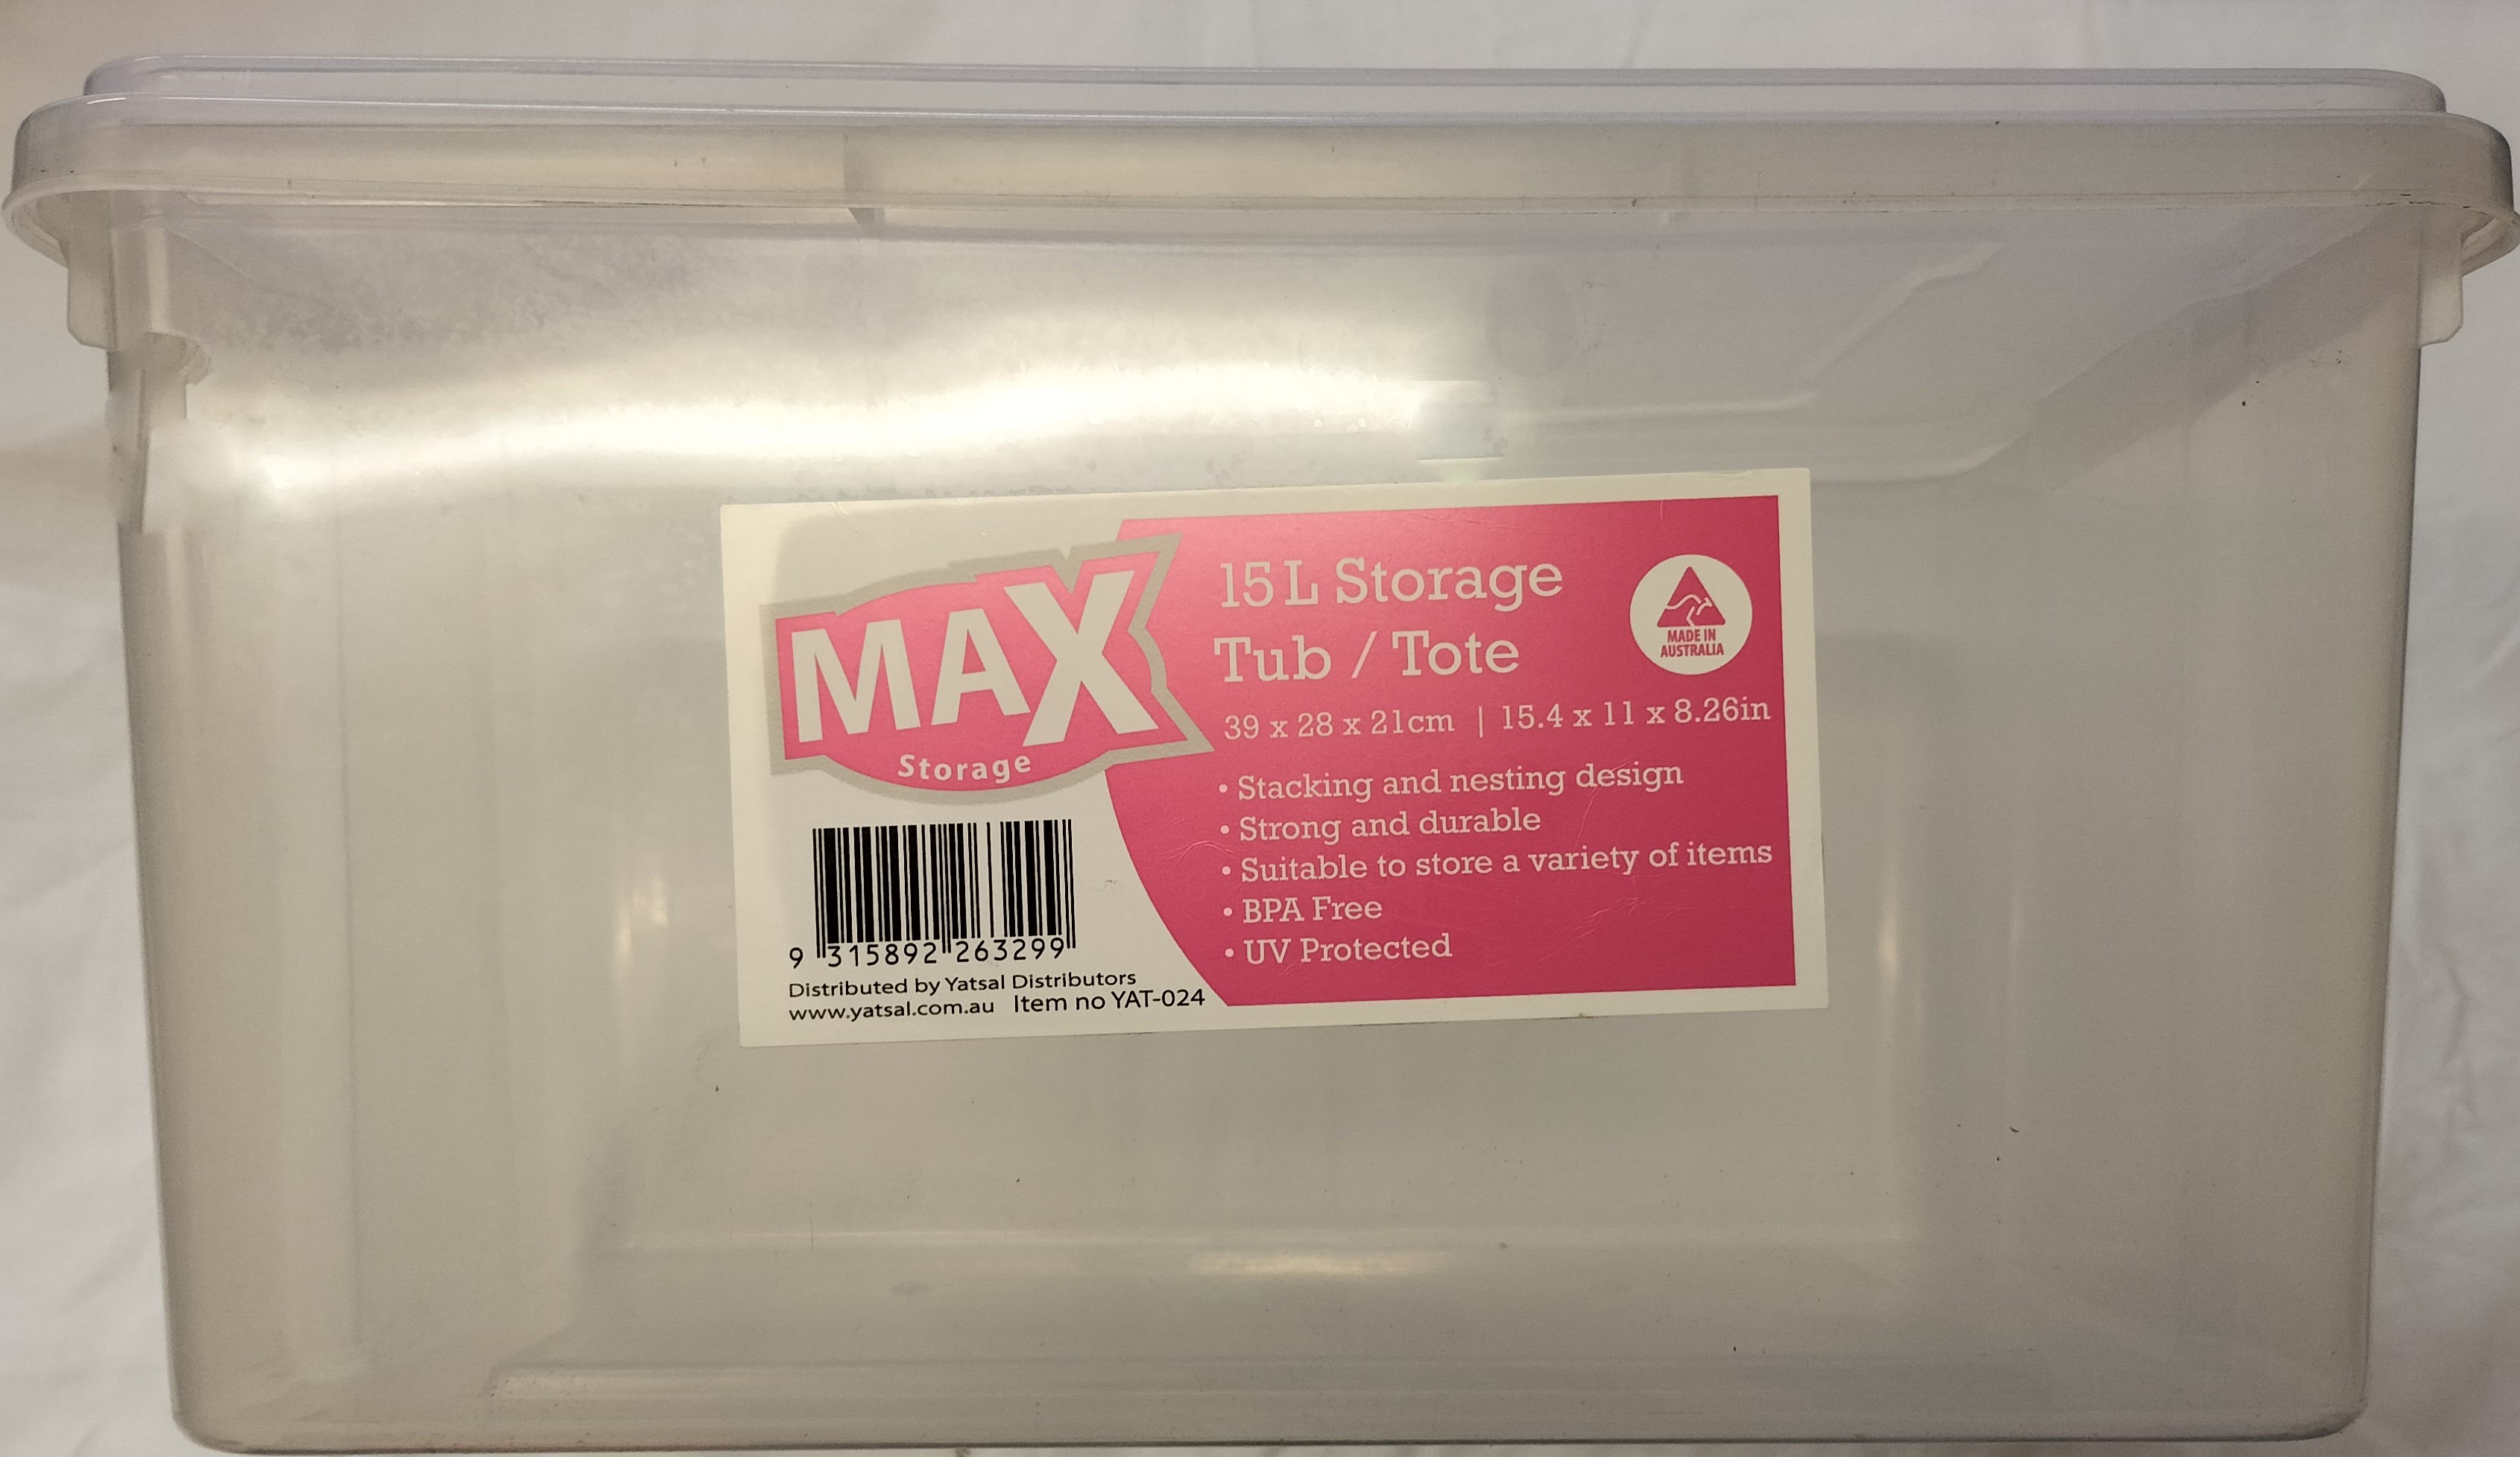 MAX
Storage
15L Storage
Tub / Tote
MADE IN
AUSTRALIA
39 x 28 x 21cm | 15.4 x 11 x 8.26in
• Stacking and nesting design
• Strong and durable
• Suitable to store a variety of items
• BPA Free
• UV Protected
9 315892 263299
Distributed by Yatsal Distributors
www.yatsal.com.au Item no YAT-024